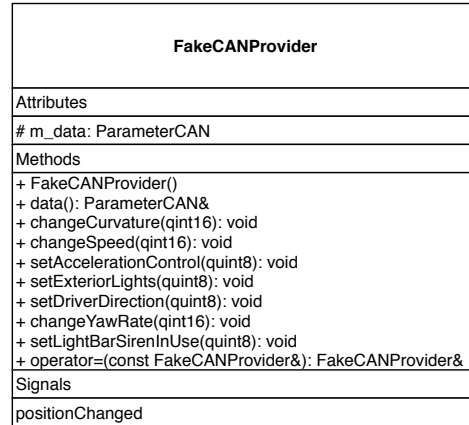 FakeCANProvider
Attributes
# m_data: ParameterCAN
Methods
+ FakeCANProvider()
+ data(): ParameterCAN&
+ changeCurvature(qint16): void
+ changeSpeed(qint16): void
+ setAccelerationControl(quint8): void
+ setExteriorLights(quint8): void
+ setDriverDirection(quint8): void
+ changeYawRate(qint16): void
+ setLightBarSirenInUse(quint8): void
+ operator=(const FakeCANProvider&): FakeCANProvider&
Signals
positionChanged